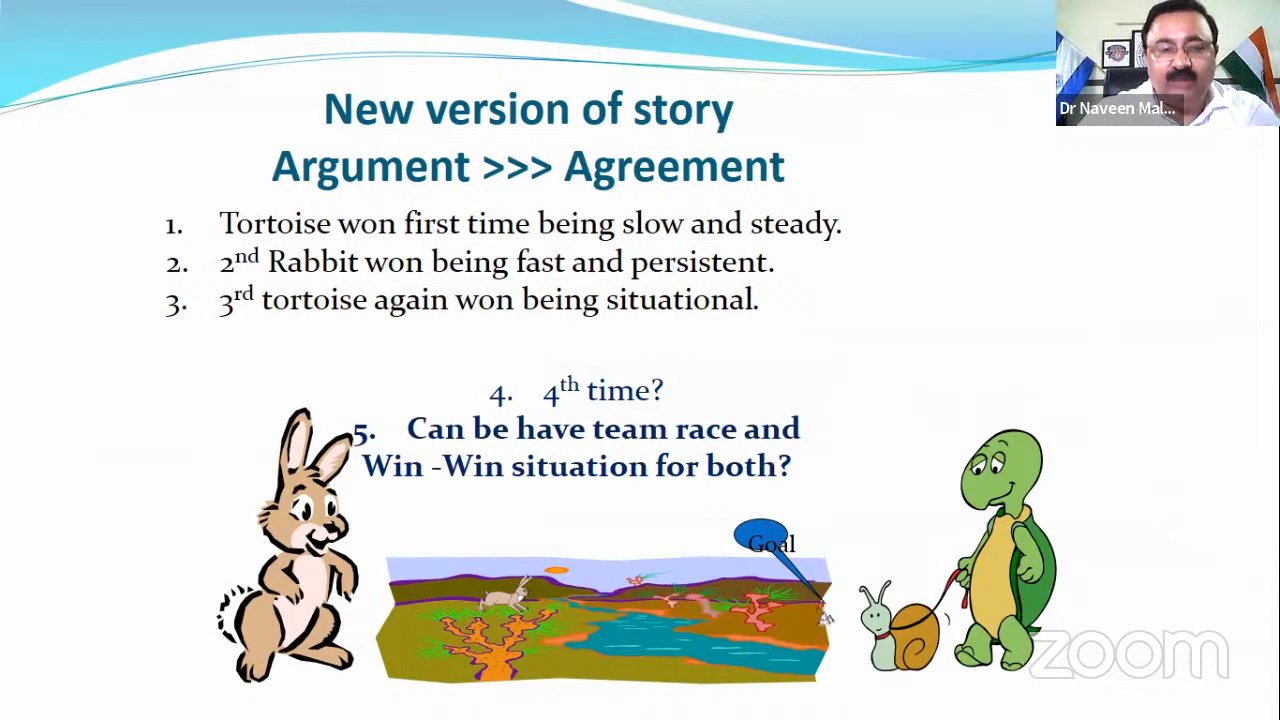 New version of story
Argument >>> Agreement
1. Tortoise won first time being slow and steady.
2. 2nd Rabbit won being fast and persistent.
3. 3rd tortoise again won being situational.
4. 4th time?
5. Can be have team race and
Win -Win situation for both?
Goal
Dr Naveen Mal...
zoom